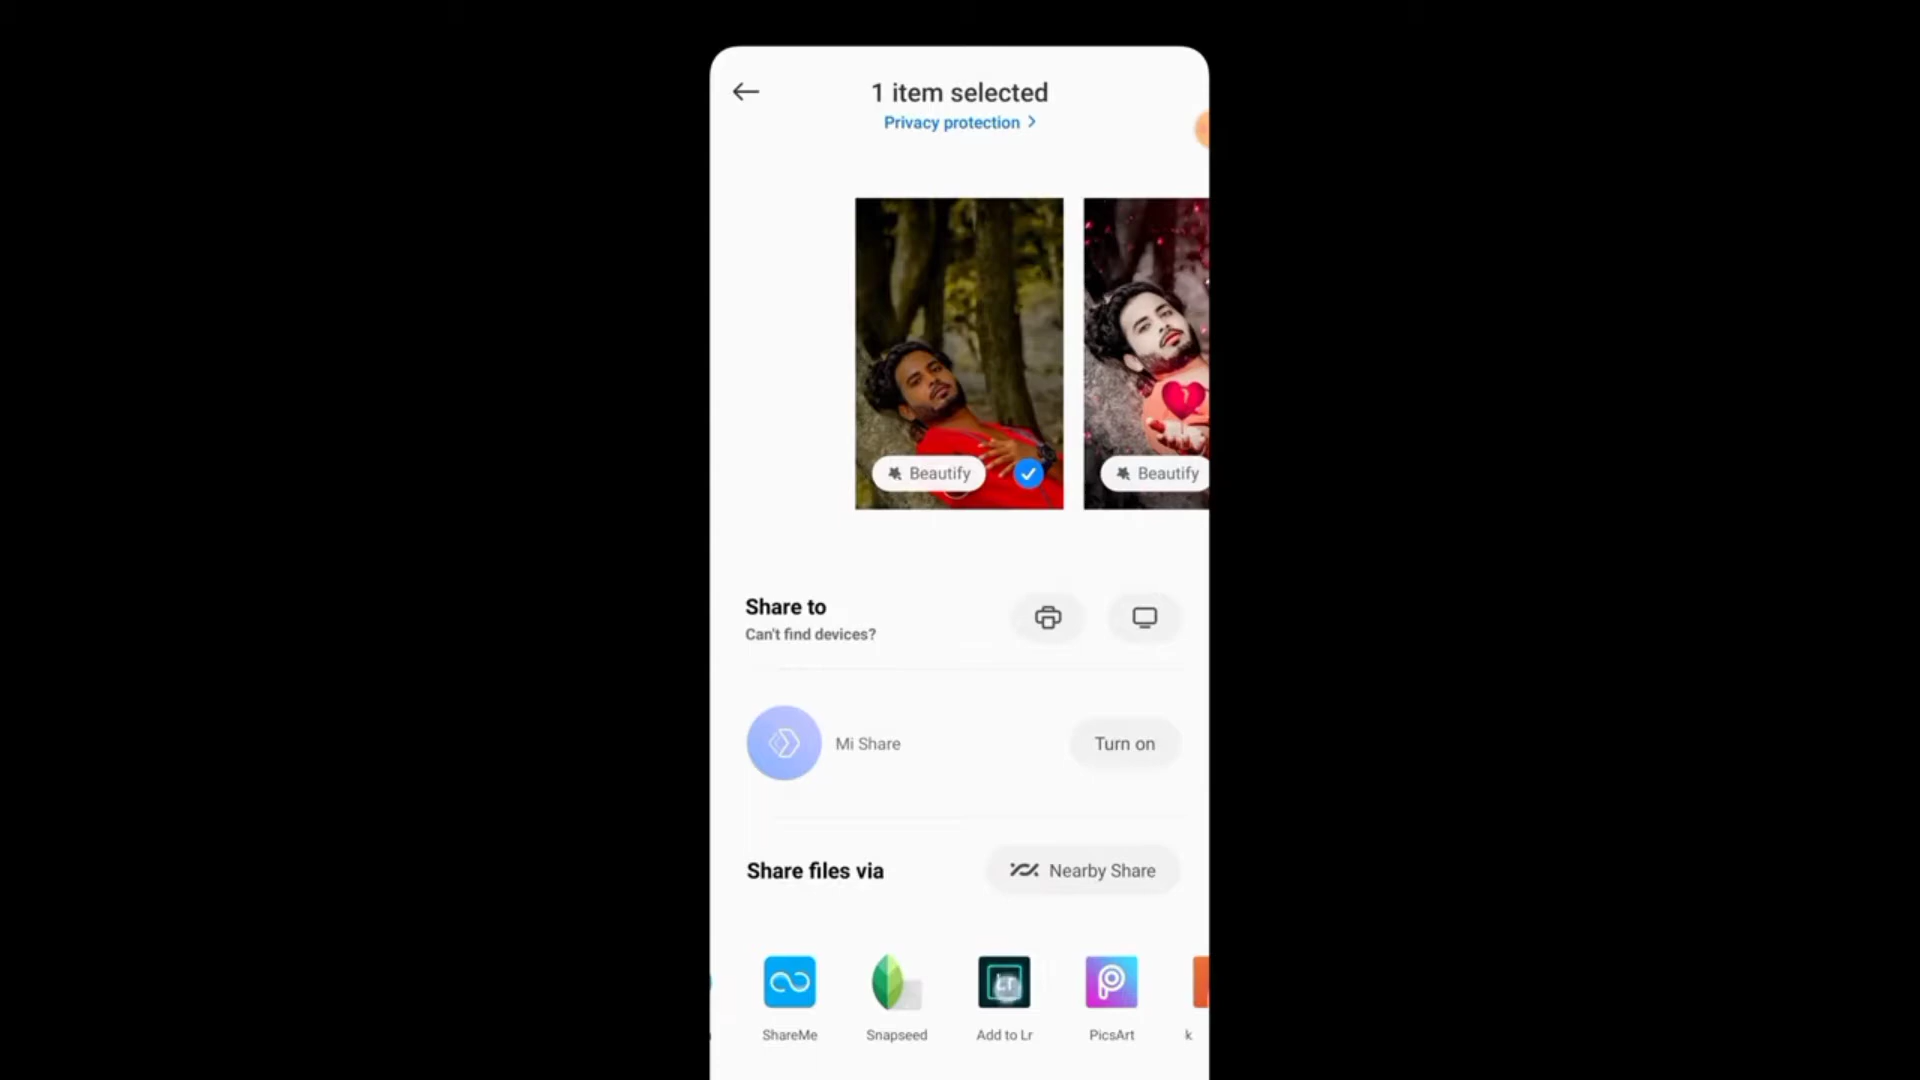 1 item selected
Privacy protection
Beautify
Beautify
Share to
Can't find devices?
Mi Share
Turn on
Share files via
Nearby Share
ShareMe
Snapseed
Add to Lr
PicsArt
k